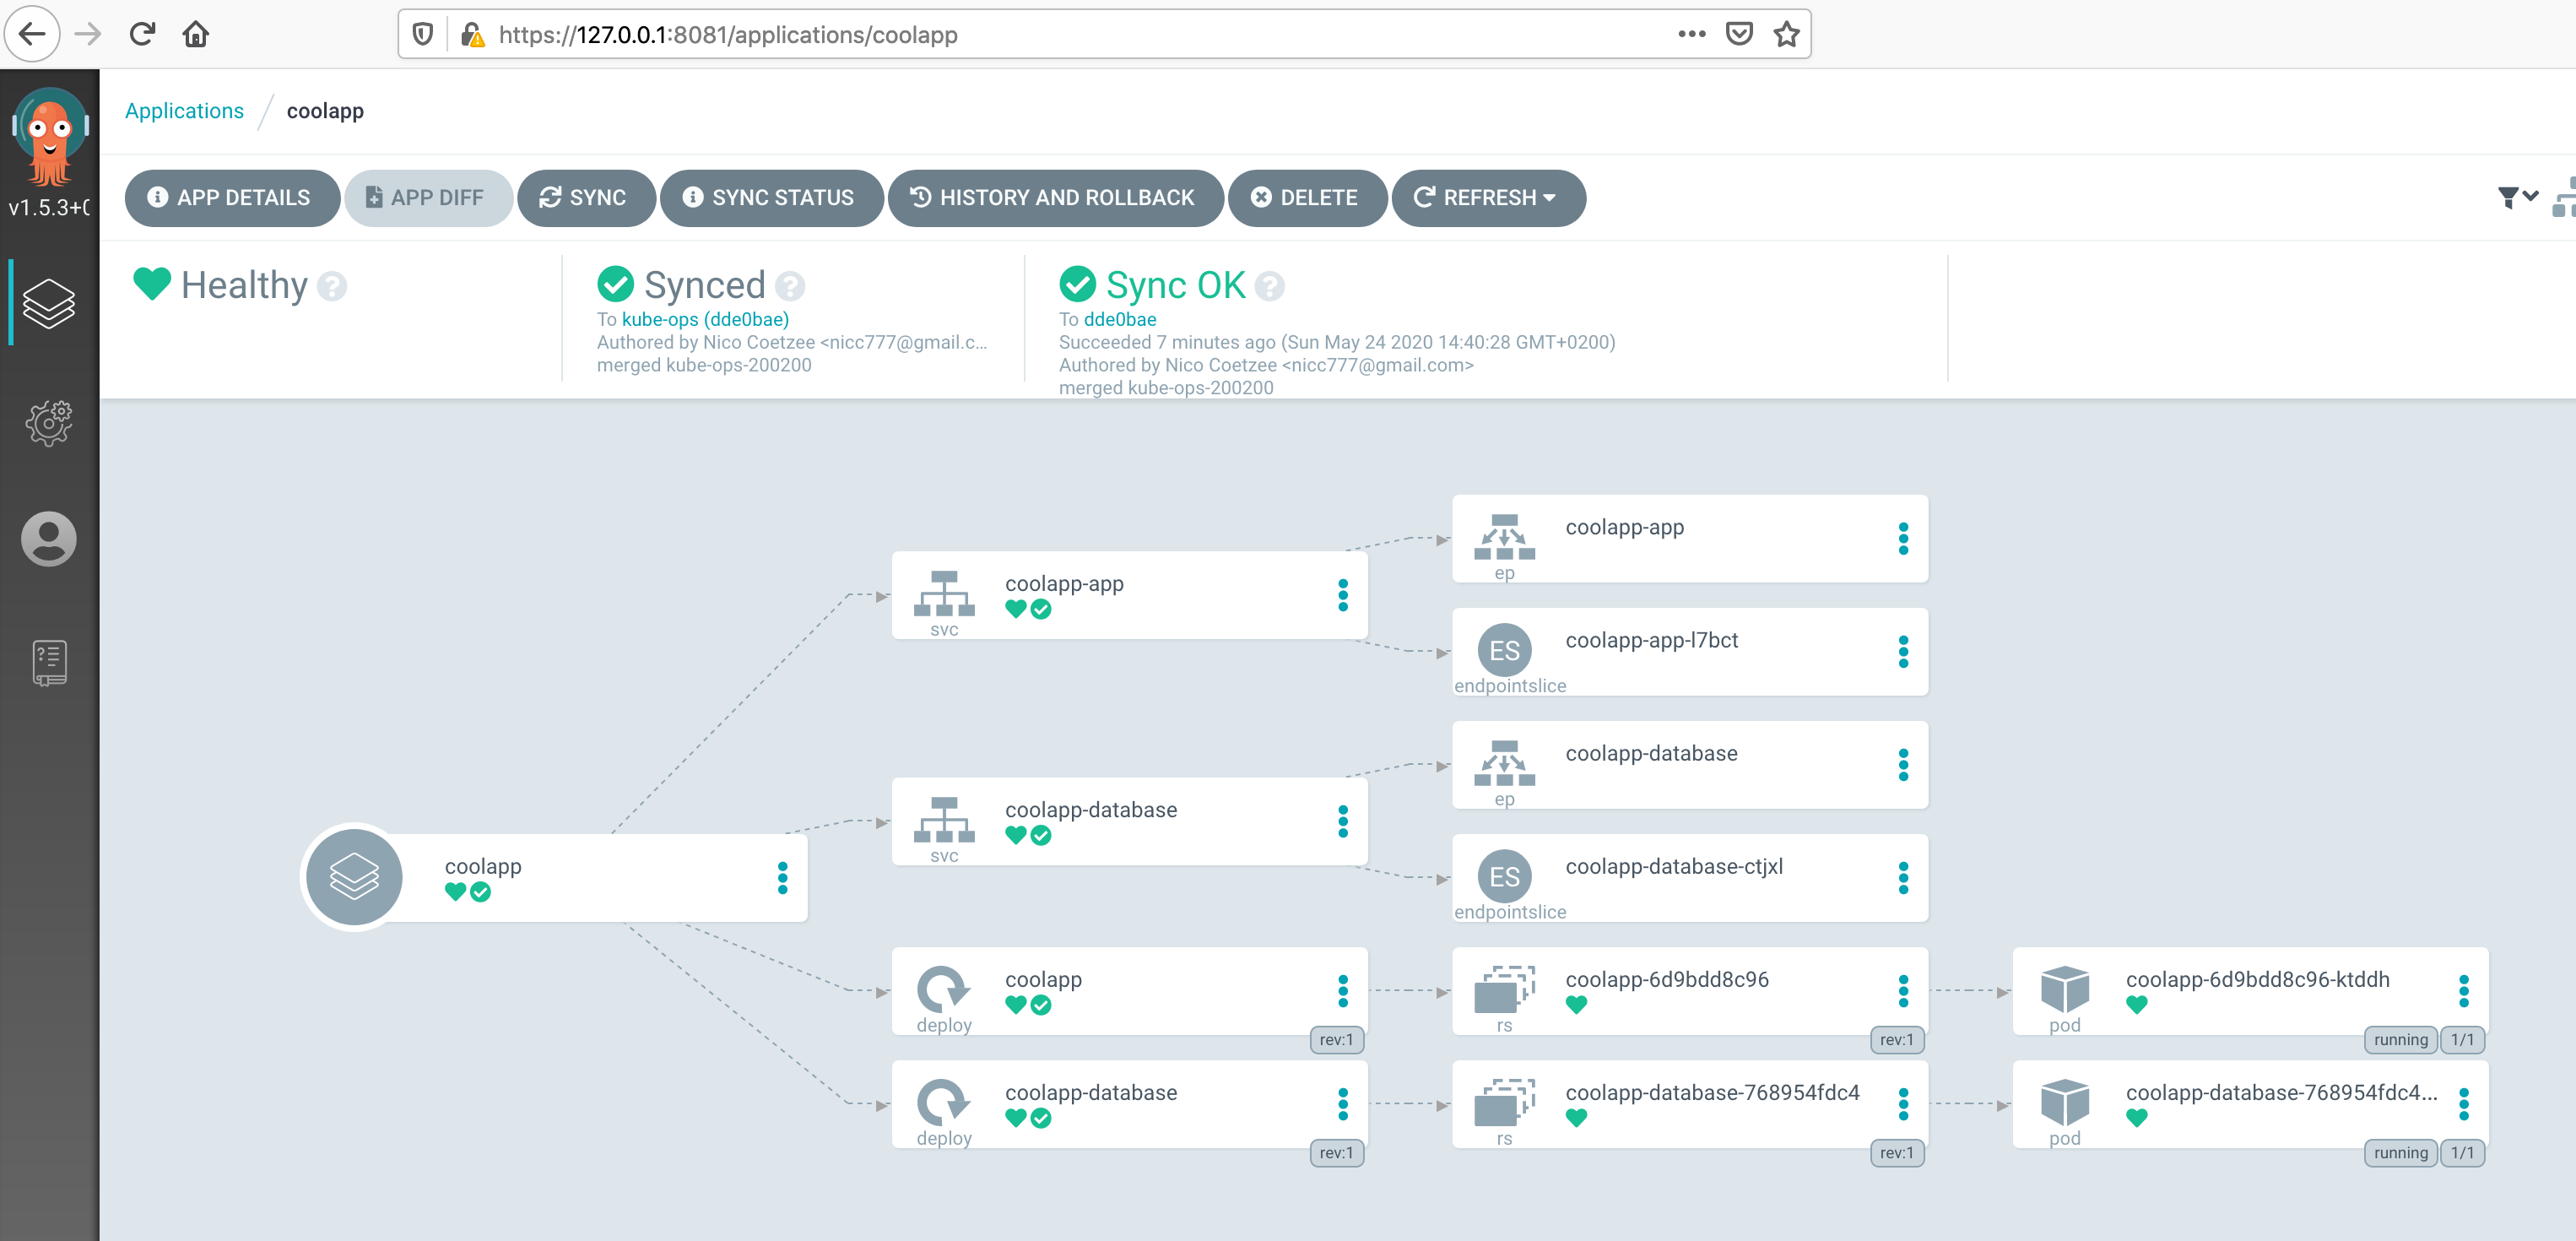 https://127.0.0.1:8081/applications/coolapp
v1.5.3+0
Applications / coolapp
APP DETAILS
APP DIFF
SYNC
SYNC STATUS
HISTORY AND ROLLBACK
DELETE
REFRESH
Healthy
Synced
To kube-ops (dde0bae)
Authored by Nico Coetzee <nicc777@gmail.c...
merged kube-ops-200200
Sync OK
To dde0bae
Succeeded 7 minutes ago (Sun May 24 2020 14:40:28 GMT+0200)
Authored by Nico Coetzee <nicc777@gmail.com>
merged kube-ops-200200
coolapp
coolapp-app
svc
coolapp-app
ep
ES
coolapp-app-l7bct
endpointslice
coolapp-database
svc
coolapp-database
ep
ES
coolapp-database-ctjxl
endpointslice
coolapp
deploy
rev:1
coolapp-6d9bdd8c96
rs
rev:1
coolapp-6d9bdd8c96-ktddh
pod
running
1/1
coolapp-database
deploy
rev:1
coolapp-database-768954fdc4
rs
rev:1
coolapp-database-768954fdc4...
pod
running
1/1